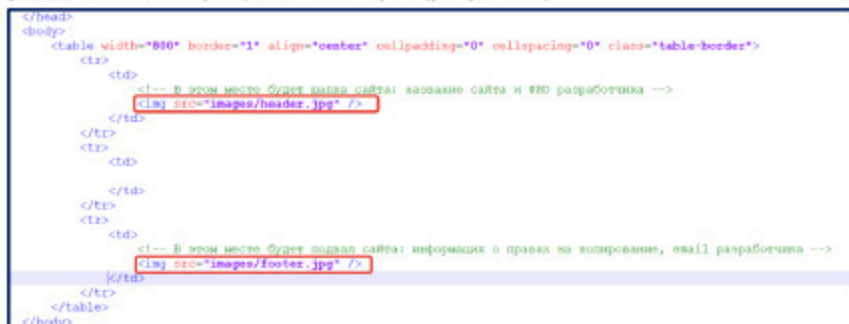 </head>
<body>
<table width="800" border="1" align="center" cellpadding="0" cellspacing="0" class="table-border">
<tr>
<td>
<!-- В этом месте будет шапка сайта: название сайта и ФИО разработчика -->
<img src="images/header.jpg" />
</td>
</tr>
<tr>
<td>
</td>
</tr>
<tr>
<td>
<!-- В этом месте будет подвал сайта: информация о правах на копирование, email разработчика -->
<img src="images/footer.jpg" />
</td>
</tr>
</table>
</body>